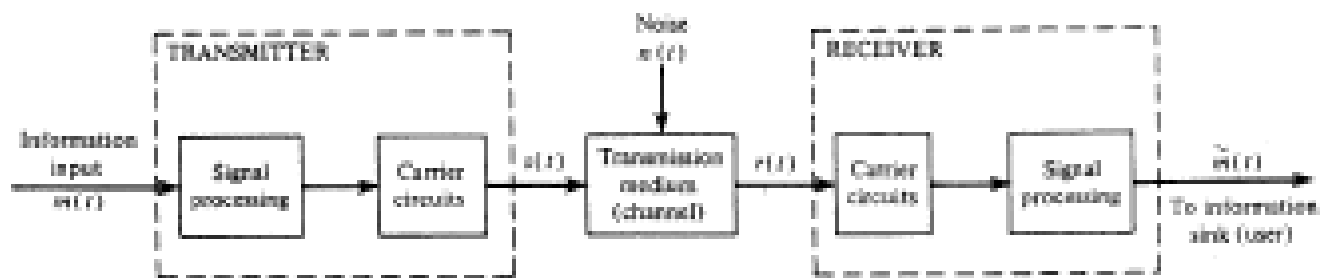 TRANSMITTER
Noise
n(t)
RECEIVER
Information
input
m(t)
Signal
processing
Carrier
circuits
s(t)
Transmission
medium
(channel)
r(t)
Carrier
circuits
Signal
processing
m̃(t)
To information
sink (user)